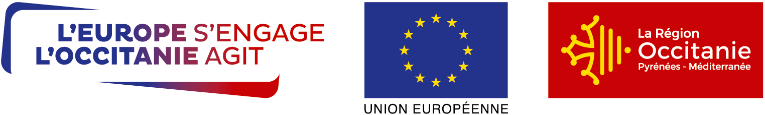 L'EUROPE S'ENGAGE
L'OCCITANIE AGIT
UNION EUROPÉENNE
La Région
Occitanie
Pyrénées - Méditerranée